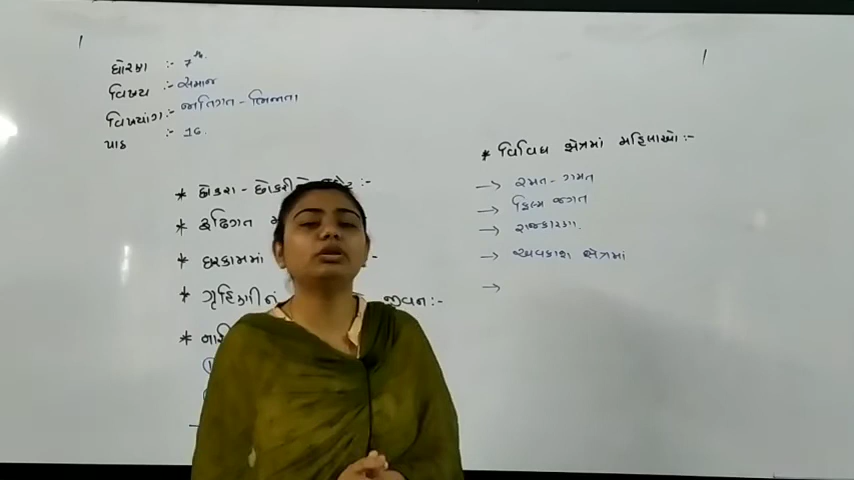 ધોરણ :- 7th.
વિષય :- સમાજ
વિષયાંગ :- જાતિગત - ભિન્નતા
પાઠ :- 16.
* છોકરા - છોકરી :-
* રૂઢિગત
* ઘરકામમાં
* ગૃહિણીનું જીવન :-
* નારી
* વિવિધ ક્ષેત્રમાં મહિલાઓ :-
→ રમત - ગમત
→ ફિલ્મ જગત
→ રાજકારણ.
→ અવકાશ ક્ષેત્રમાં
→